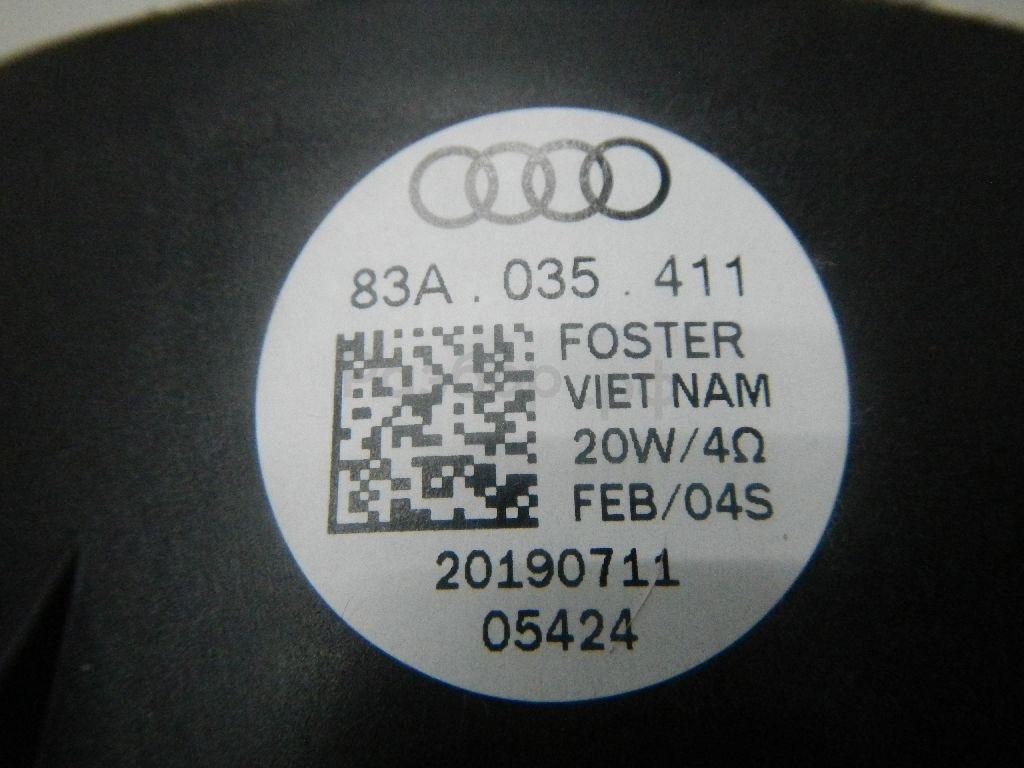 83A . 035 . 411
FOSTER
VIET NAM
20W/4Ω
FEB/04S
20190711
05424